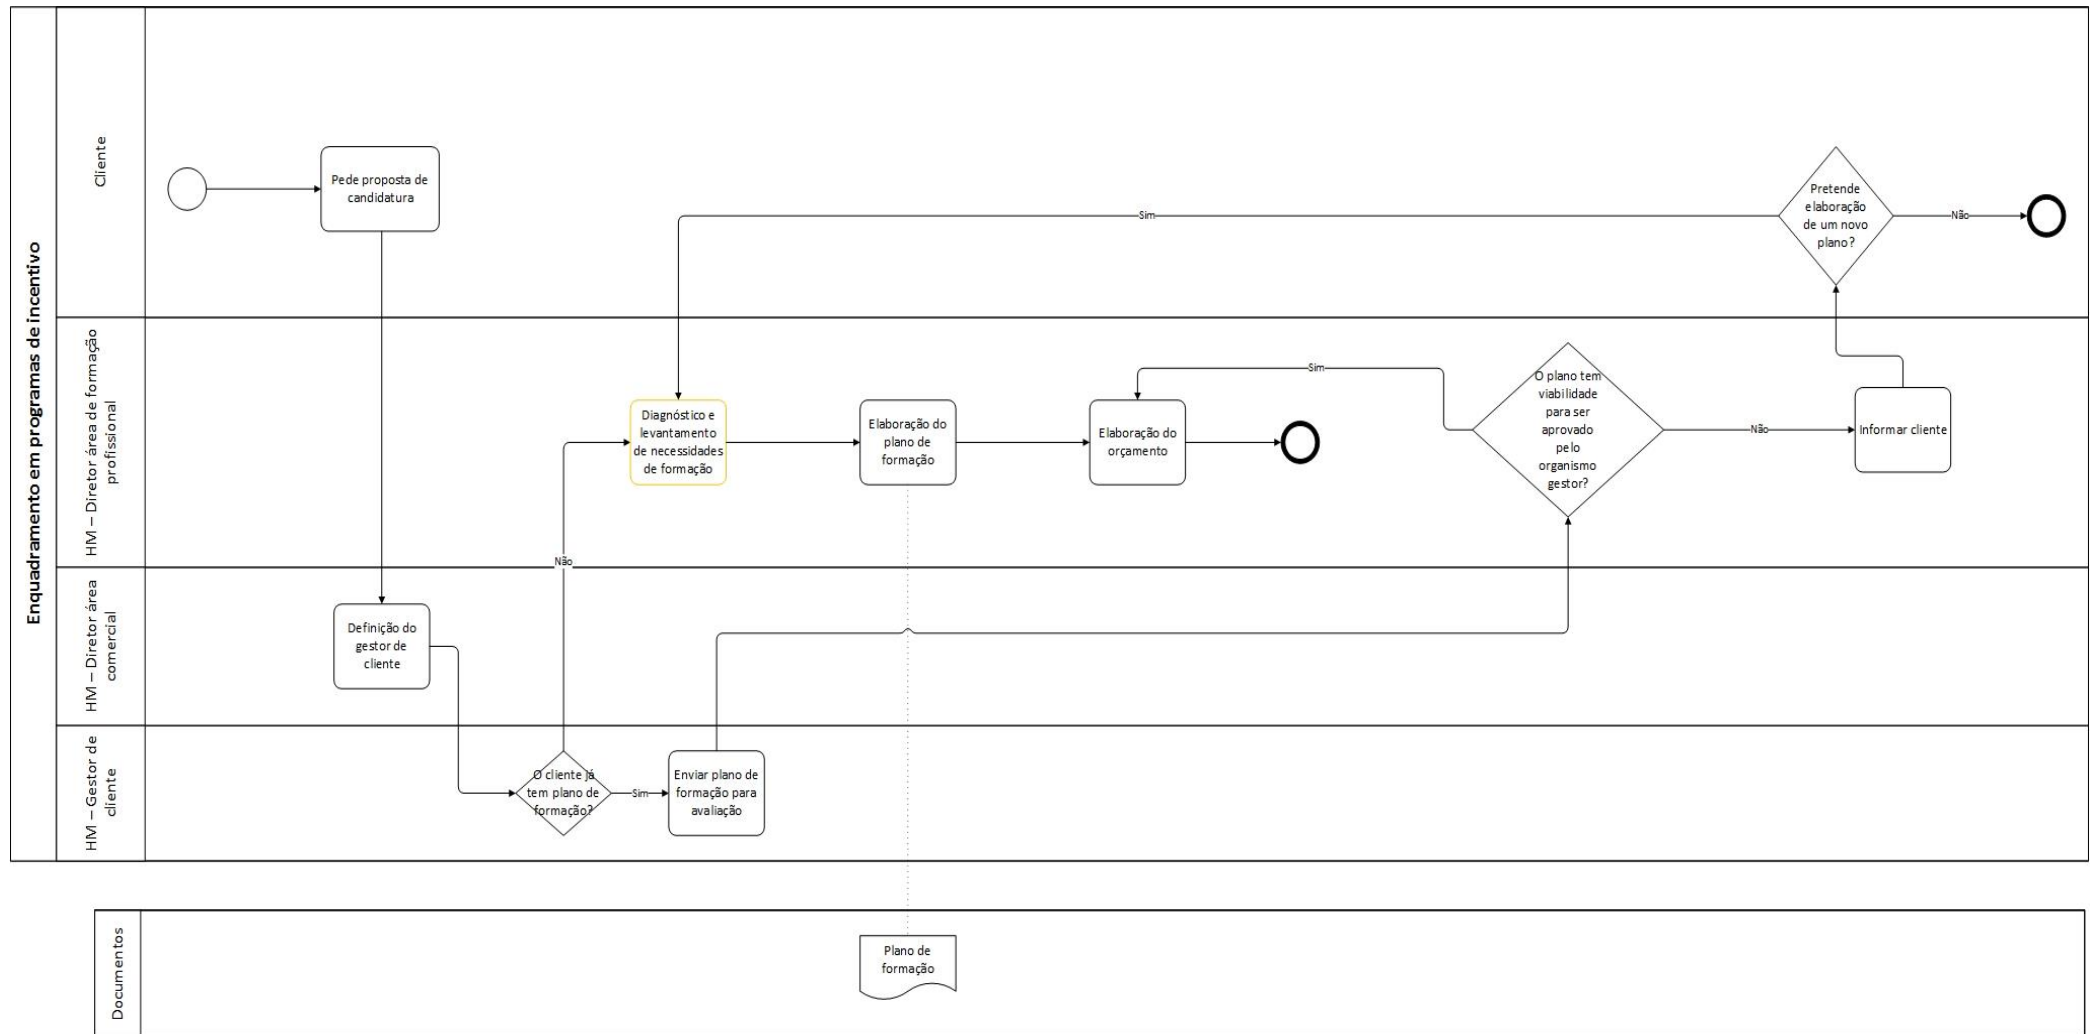 Enquadramento em programas de incentivo
Cliente
Pede proposta de
candidatura
Sim
Pretende
elaboração
de um novo
plano?
Não
HM – Diretor área de formação
profissional
Diagnóstico e
levantamento
de necessidades
de formação
Elaboração do
plano de
formação
Elaboração do
orçamento
Sim
O plano tem
viabilidade
para ser
aprovado
pelo
organismo
gestor?
Não
Informar cliente
Não
HM – Diretor área
comercial
Definição do
gestor de
cliente
HM – Gestor de
cliente
O cliente já
tem plano de
formação?
Sim
Enviar plano de
formação para
avaliação
Documentos
Plano de
formação